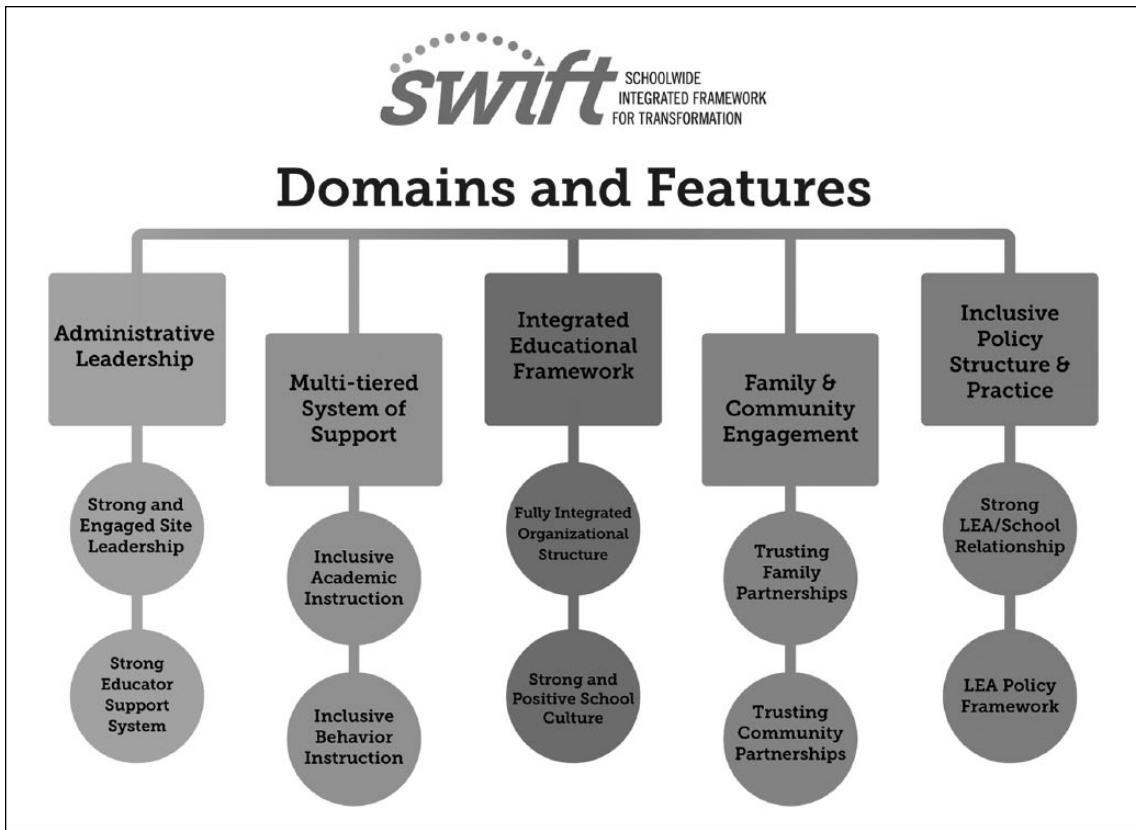 swift
SCHOOLWIDE
INTEGRATED FRAMEWORK
FOR TRANSFORMATION
Domains and Features
Administrative
Leadership
Strong and
Engaged Site
Leadership
Strong
Educator
Support
System
Multi-tiered
System of
Support
Inclusive
Academic
Instruction
Inclusive
Behavior
Instruction
Integrated
Educational
Framework
Fully Integrated
Organizational
Structure
Strong and
Positive School
Culture
Family &
Community
Engagement
Trusting
Family
Partnerships
Trusting
Community
Partnerships
Inclusive
Policy
Structure &
Practice
Strong
LEA/School
Relationship
LEA Policy
Framework